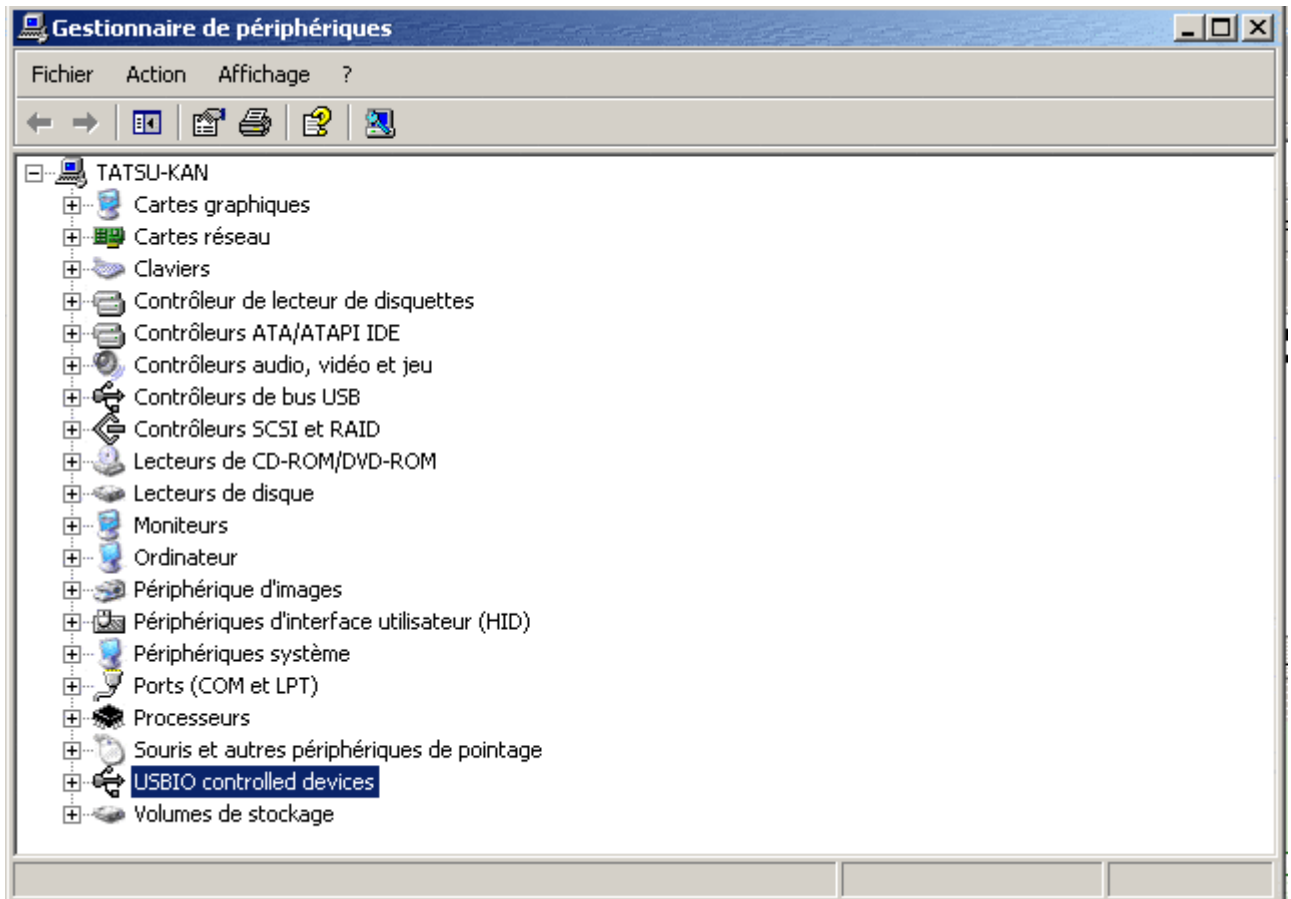 Gestionnaire de périphériques
Fichier Action Affichage ?
TATSU-KAN
Cartes graphiques
Cartes réseau
Claviers
Contrôleur de lecteur de disquettes
Contrôleurs ATA/ATAPI IDE
Contrôleurs audio, vidéo et jeu
Contrôleurs de bus USB
Contrôleurs SCSI et RAID
Lecteurs de CD-ROM/DVD-ROM
Lecteurs de disque
Moniteurs
Ordinateur
Périphérique d'images
Périphériques d'interface utilisateur (HID)
Périphériques système
Ports (COM et LPT)
Processeurs
Souris et autres périphériques de pointage
USBIO controlled devices
Volumes de stockage